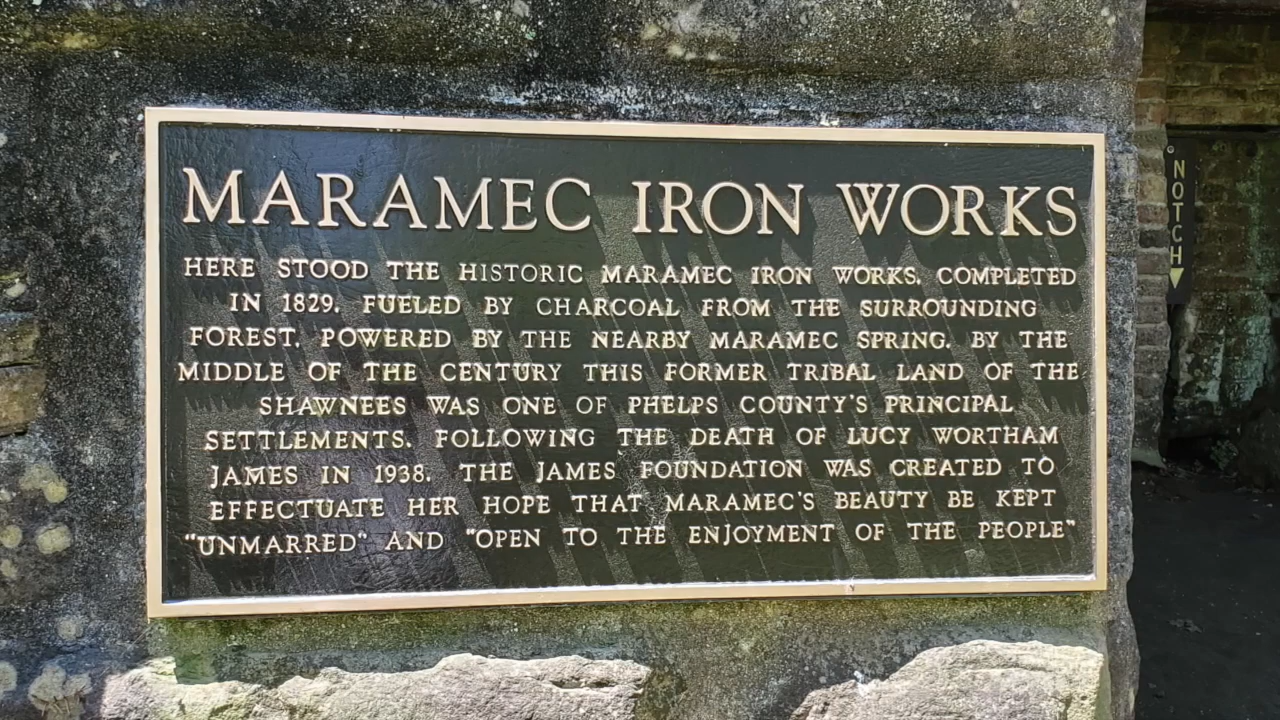 MARAMEC IRON WORKS
HERE STOOD THE HISTORIC MARAMEC IRON WORKS, COMPLETED
IN 1829, FUELED BY CHARCOAL FROM THE SURROUNDING
FOREST, POWERED BY THE NEARBY MARAMEC SPRING. BY THE
MIDDLE OF THE CENTURY THIS FORMER TRIBAL LAND OF THE
SHAWNEES WAS ONE OF PHELPS COUNTY'S PRINCIPAL
SETTLEMENTS. FOLLOWING THE DEATH OF LUCY WORTHAM
JAMES IN 1938, THE JAMES FOUNDATION WAS CREATED TO
EFFECTUATE HER HOPE THAT MARAMEC'S BEAUTY BE KEPT
"UNMARRED" AND "OPEN TO THE ENJOYMENT OF THE PEOPLE"
NOTCH